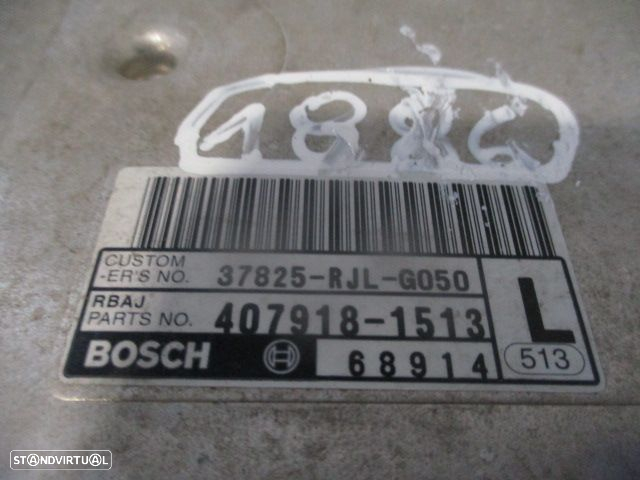 1886
CUSTOM
-ER'S NO. 37825-RJL-G050
RBAJ
PARTS NO. 407918-1513
L
BOSCH 68914
513
STANDVIRTUAL